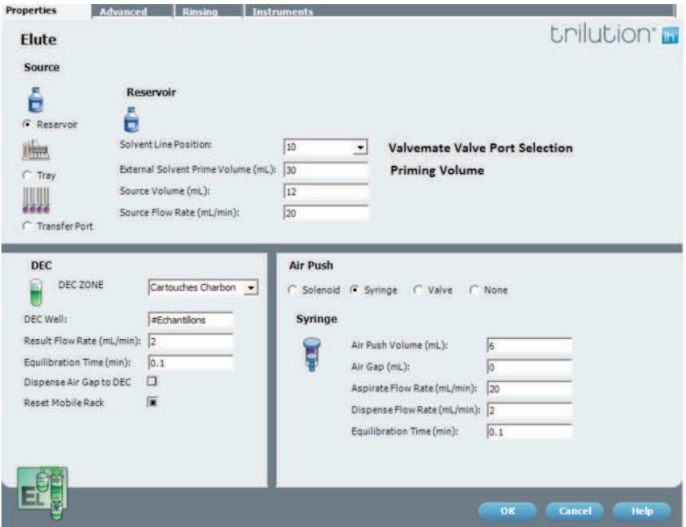 Properties Advanced Rinsing Instruments
Elute
trilution® lh™
Source
Reservoir
Reservoir
Solvent Line Position: 10 Valvemate Valve Port Selection
Tray
External Solvent Prime Volume (mL): 30 Priming Volume
Source Volume (mL): 12
Source Flow Rate (mL/min): 20
Transfer Port
DEC
DEC ZONE Cartouches Charbon
DEC Well: #Echantillons
Result Flow Rate (mL/min): 2
Equilibration Time (min): 0.1
Dispense Air Gap to DEC
Reset Mobile Rack
Air Push
Solenoid Syringe Valve None
Syringe
Air Push Volume (mL): 6
Air Gap (mL): 0
Aspirate Flow Rate (mL/min): 20
Dispense Flow Rate (mL/min): 2
Equilibration Time (min): 0.1
EL
OK Cancel Help